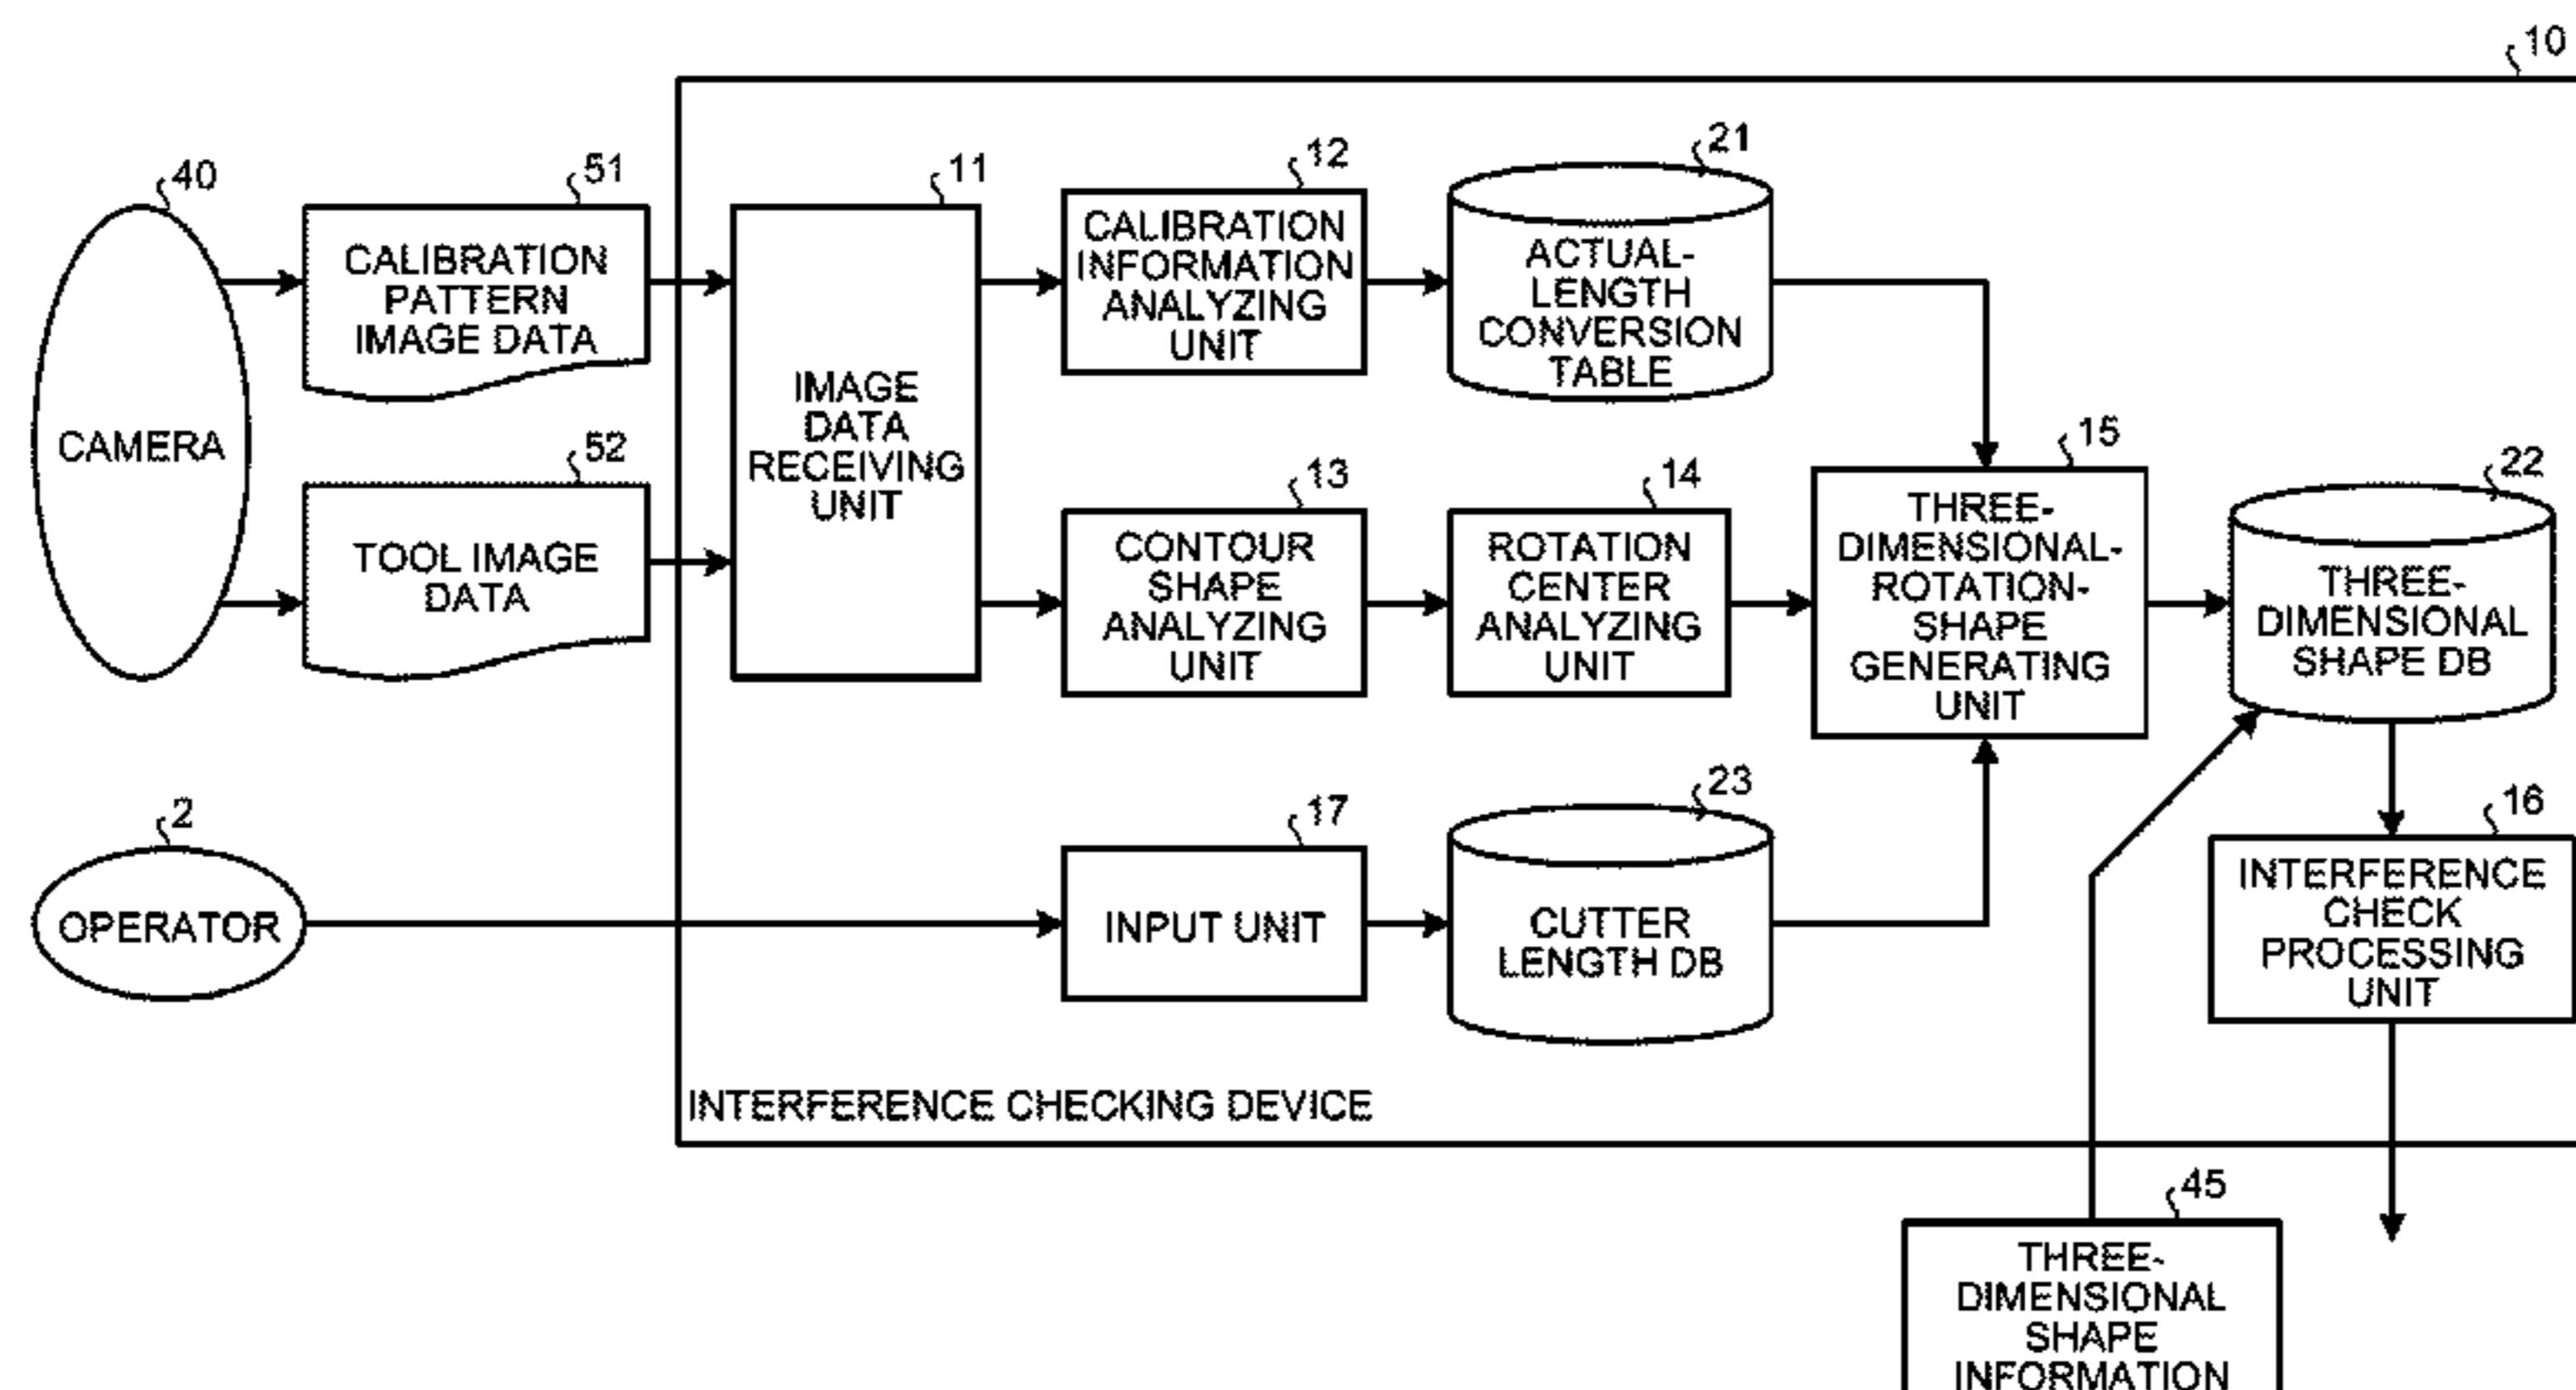 10
40
CAMERA
51
CALIBRATION
PATTERN
IMAGE DATA
52
TOOL IMAGE
DATA
11
IMAGE
DATA
RECEIVING
UNIT
12
CALIBRATION
INFORMATION
ANALYZING
UNIT
21
ACTUAL-
LENGTH
CONVERSION
TABLE
13
CONTOUR
SHAPE
ANALYZING
UNIT
14
ROTATION
CENTER
ANALYZING
UNIT
15
THREE-
DIMENSIONAL-
ROTATION-
SHAPE
GENERATING
UNIT
22
THREE-
DIMENSIONAL
SHAPE DB
2
OPERATOR
17
INPUT UNIT
23
CUTTER
LENGTH DB
16
INTERFERENCE
CHECK
PROCESSING
UNIT
INTERFERENCE CHECKING DEVICE
45
THREE-
DIMENSIONAL
SHAPE
INFORMATION